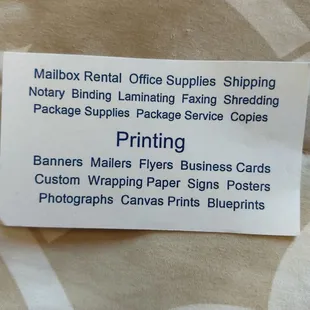 Mailbox Rental Office Supplies Shipping
Notary Binding Laminating Faxing Shredding
Package Supplies Package Service Copies
Printing
Banners Mailers Flyers Business Cards
Custom Wrapping Paper Signs Posters
Photographs Canvas Prints Blueprints